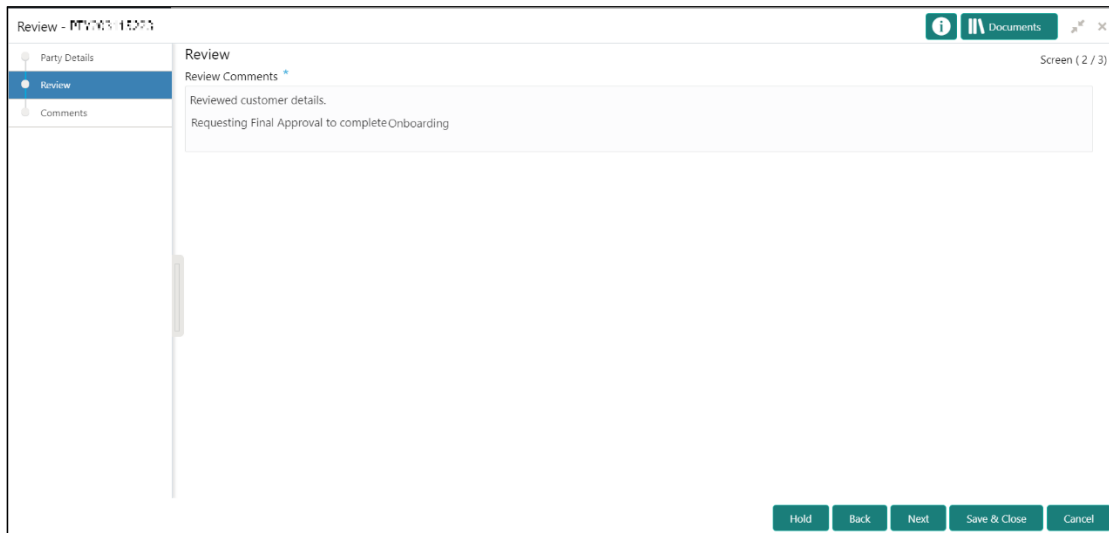 Review -
Documents
Party Details
Review
Comments
Review
Screen ( 2 / 3)
Review Comments *
Reviewed customer details.
Requesting Final Approval to complete Onboarding
Hold
Back
Next
Save & Close
Cancel